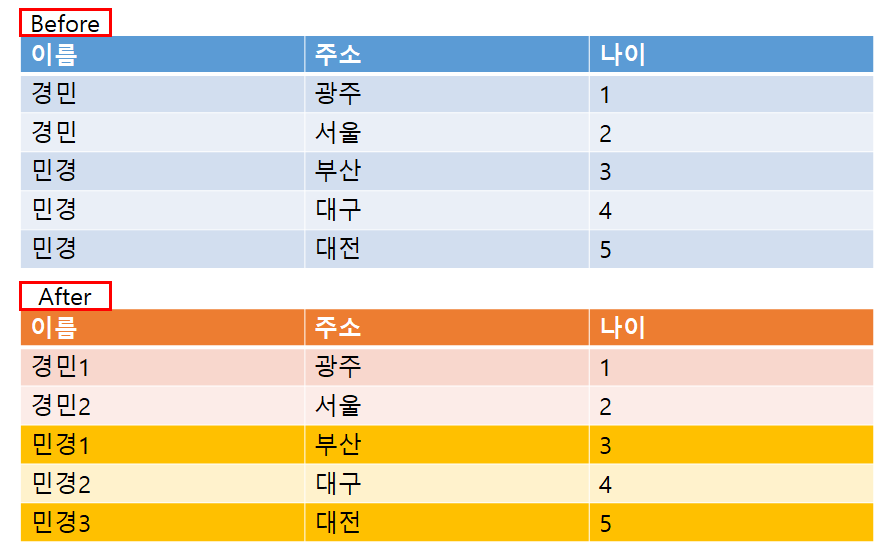 Before
이름 주소 나이
경민 광주 1
경민 서울 2
민경 부산 3
민경 대구 4
민경 대전 5
After
이름 주소 나이
경민1 광주 1
경민2 서울 2
민경1 부산 3
민경2 대구 4
민경3 대전 5